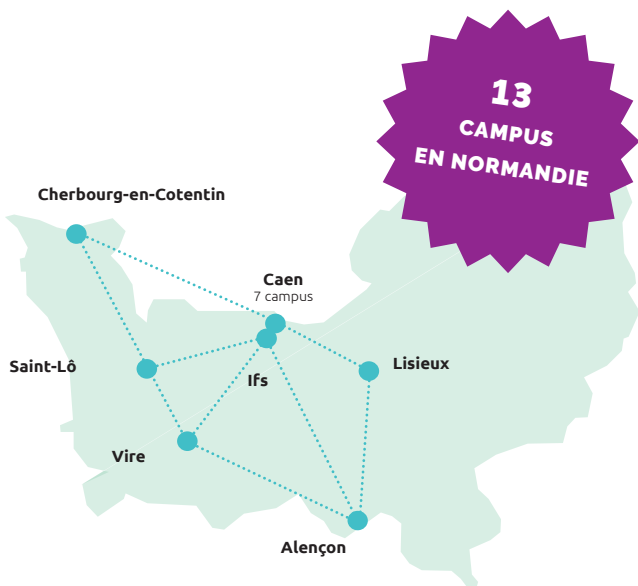 13
CAMPUS
EN NORMANDIE
Cherbourg-en-Cotentin
Caen
7 campus
Saint-Lô
Ifs
Lisieux
Vire
Alençon